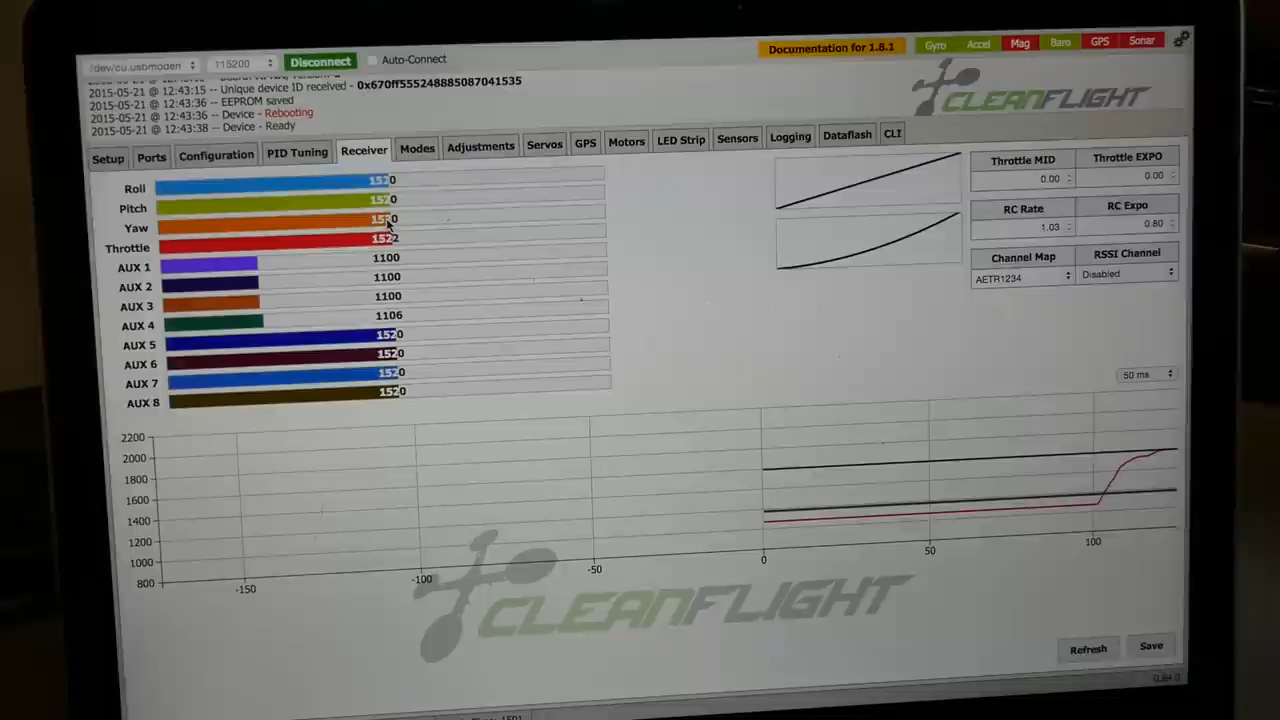 /dev/cu.usbmoden 115200 Disconnect Auto-Connect Documentation for 1.8.1 Gyro Accel Mag Baro GPS Sonar
2015-05-21 @ 12:43:15 -- Unique device ID received - 0x670ff555248885087041535
2015-05-21 @ 12:43:36 -- EEPROM saved
2015-05-21 @ 12:43:36 -- Device - Rebooting
2015-05-21 @ 12:43:38 -- Device - Ready
CLEANFLIGHT
Setup Ports Configuration PID Tuning Receiver Modes Adjustments Servos GPS Motors LED Strip Sensors Logging Dataflash CLI
Roll 1520
Pitch 1520
Yaw 1520
Throttle 1522
AUX 1 1100
AUX 2 1100
AUX 3 1100
AUX 4 1106
AUX 5 1520
AUX 6 1520
AUX 7 1520
AUX 8 1520
Throttle MID Throttle EXPO
0.00 0.00
RC Rate RC Expo
1.03 0.80
Channel Map RSSI Channel
AETR1234 Disabled
50 ms
2200
2000
1800
1600
1400
1200
1000
800
-150 -100 -50 0 50 100
CLEANFLIGHT
Refresh Save
0.64.0